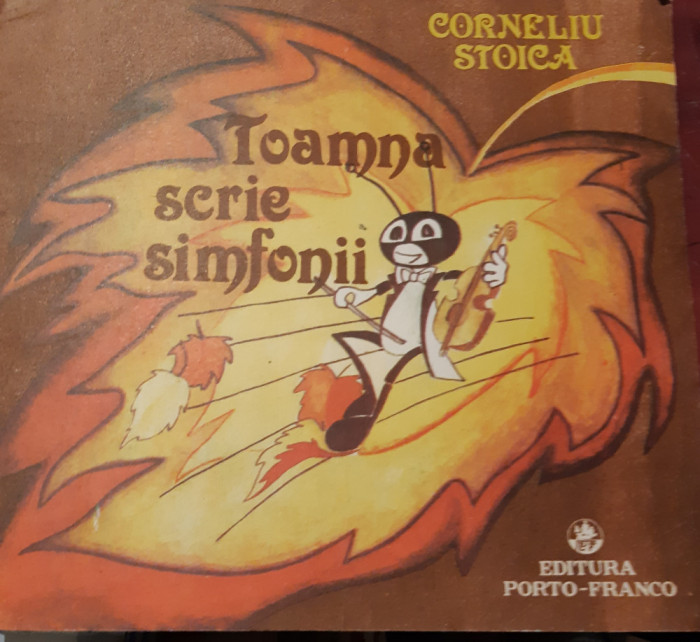 CORNELIU
STOICA
Toamna
scrie
simfonii
EDITURA
PORTO-FRANCO